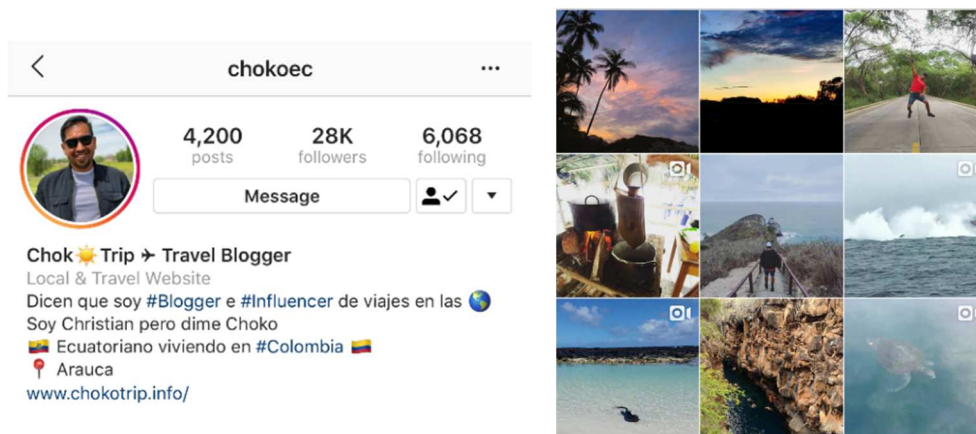 chokoec
4,200 28K 6,068
posts followers following
Message
Chok☀️Trip ✈ Travel Blogger
Local & Travel Website
Dicen que soy #Blogger e #Influencer de viajes en las 🌎
Soy Christian pero dime Choko
🇪🇨 Ecuatoriano viviendo en #Colombia 🇨🇴
📍 Arauca
www.chokotrip.info/